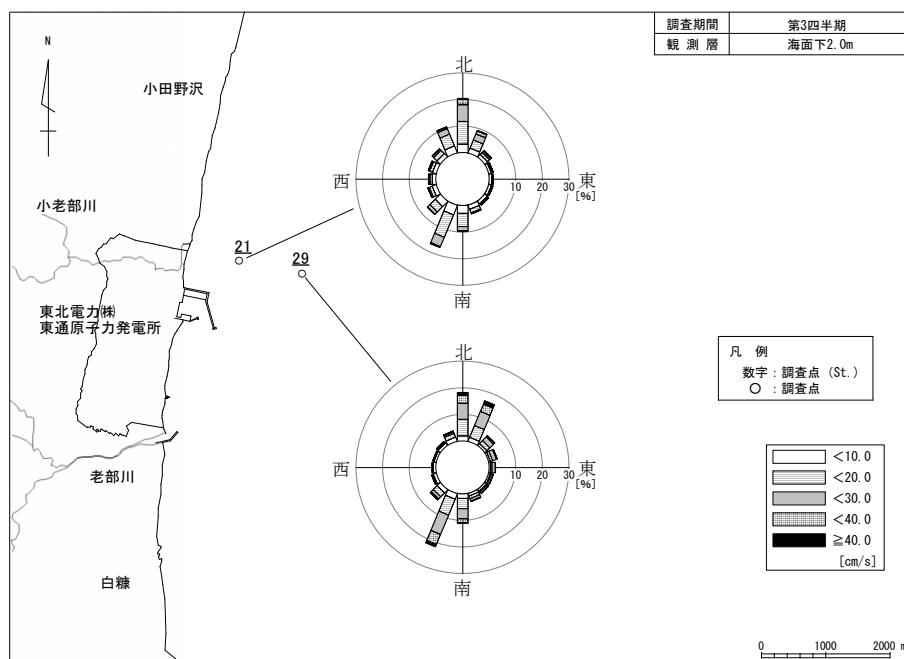 調査期間 第3四半期
観測層 海面下2.0m
N
小田野沢
小老部川
21
29
東北電力㈱
東通原子力発電所
老部川
白糠
北
西
東
南
10 20 30
[%]
北
西
東
南
10 20 30
[%]
凡 例
数字：調査点 (St.)
○：調査点
<10.0
<20.0
<30.0
<40.0
≧40.0
[cm/s]
0 1000 2000 m